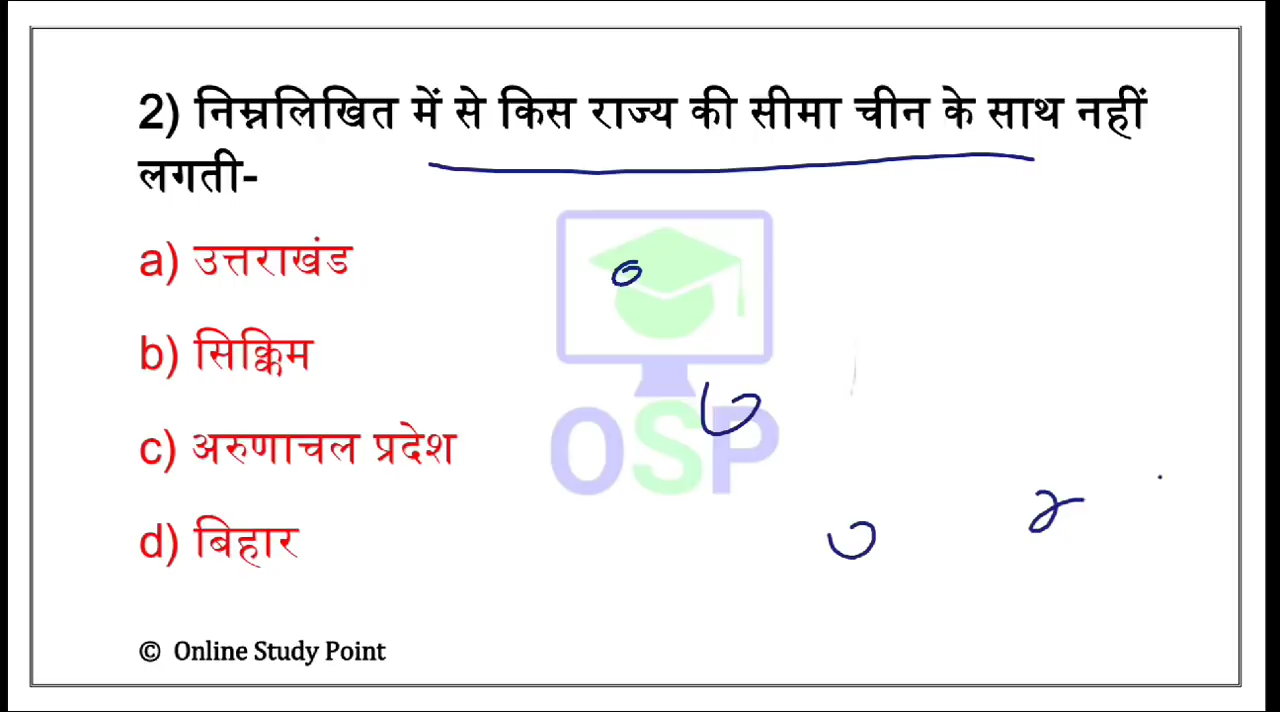 2) निम्नलिखित में से किस राज्य की सीमा चीन के साथ नहीं
लगती-
a) उत्तराखंड
b) सिक्किम
c) अरुणाचल प्रदेश
d) बिहार
OSP
© Online Study Point